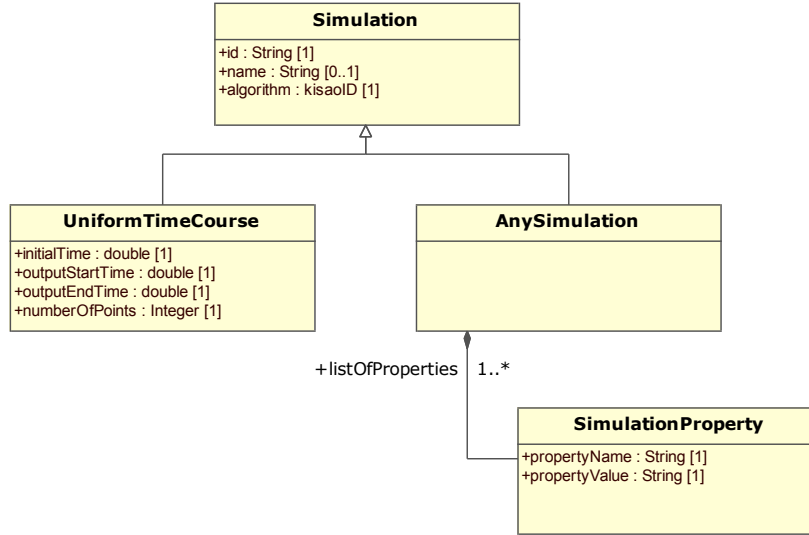 Simulation
+id : String [1]
+name : String [0..1]
+algorithm : kisaoID [1]
UniformTimeCourse
+initialTime : double [1]
+outputStartTime : double [1]
+outputEndTime : double [1]
+numberOfPoints : Integer [1]
AnySimulation
+listOfProperties 1..*
SimulationProperty
+propertyName : String [1]
+propertyValue : String [1]